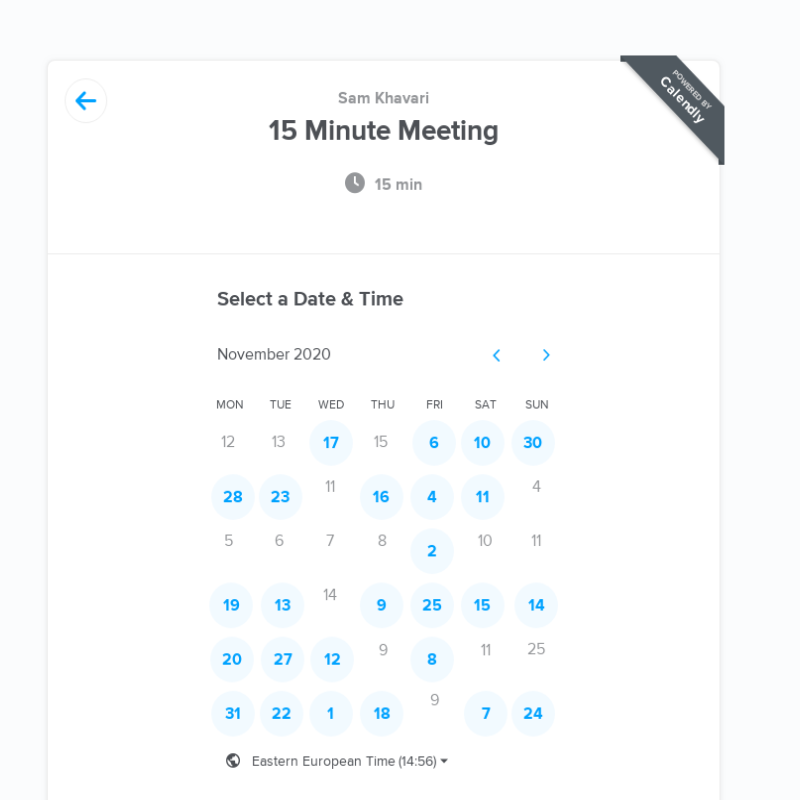 POWERED BY
Calendly
Sam Khavari
15 Minute Meeting
15 min
Select a Date & Time
November 2020
MON TUE WED THU FRI SAT SUN
12 13 17 15 6 10 30
28 23 11 16 4 11 4
5 6 7 8 2 10 11
19 13 14 9 25 15 14
20 27 12 9 8 11 25
31 22 1 18 9 7 24
Eastern European Time (14:56)